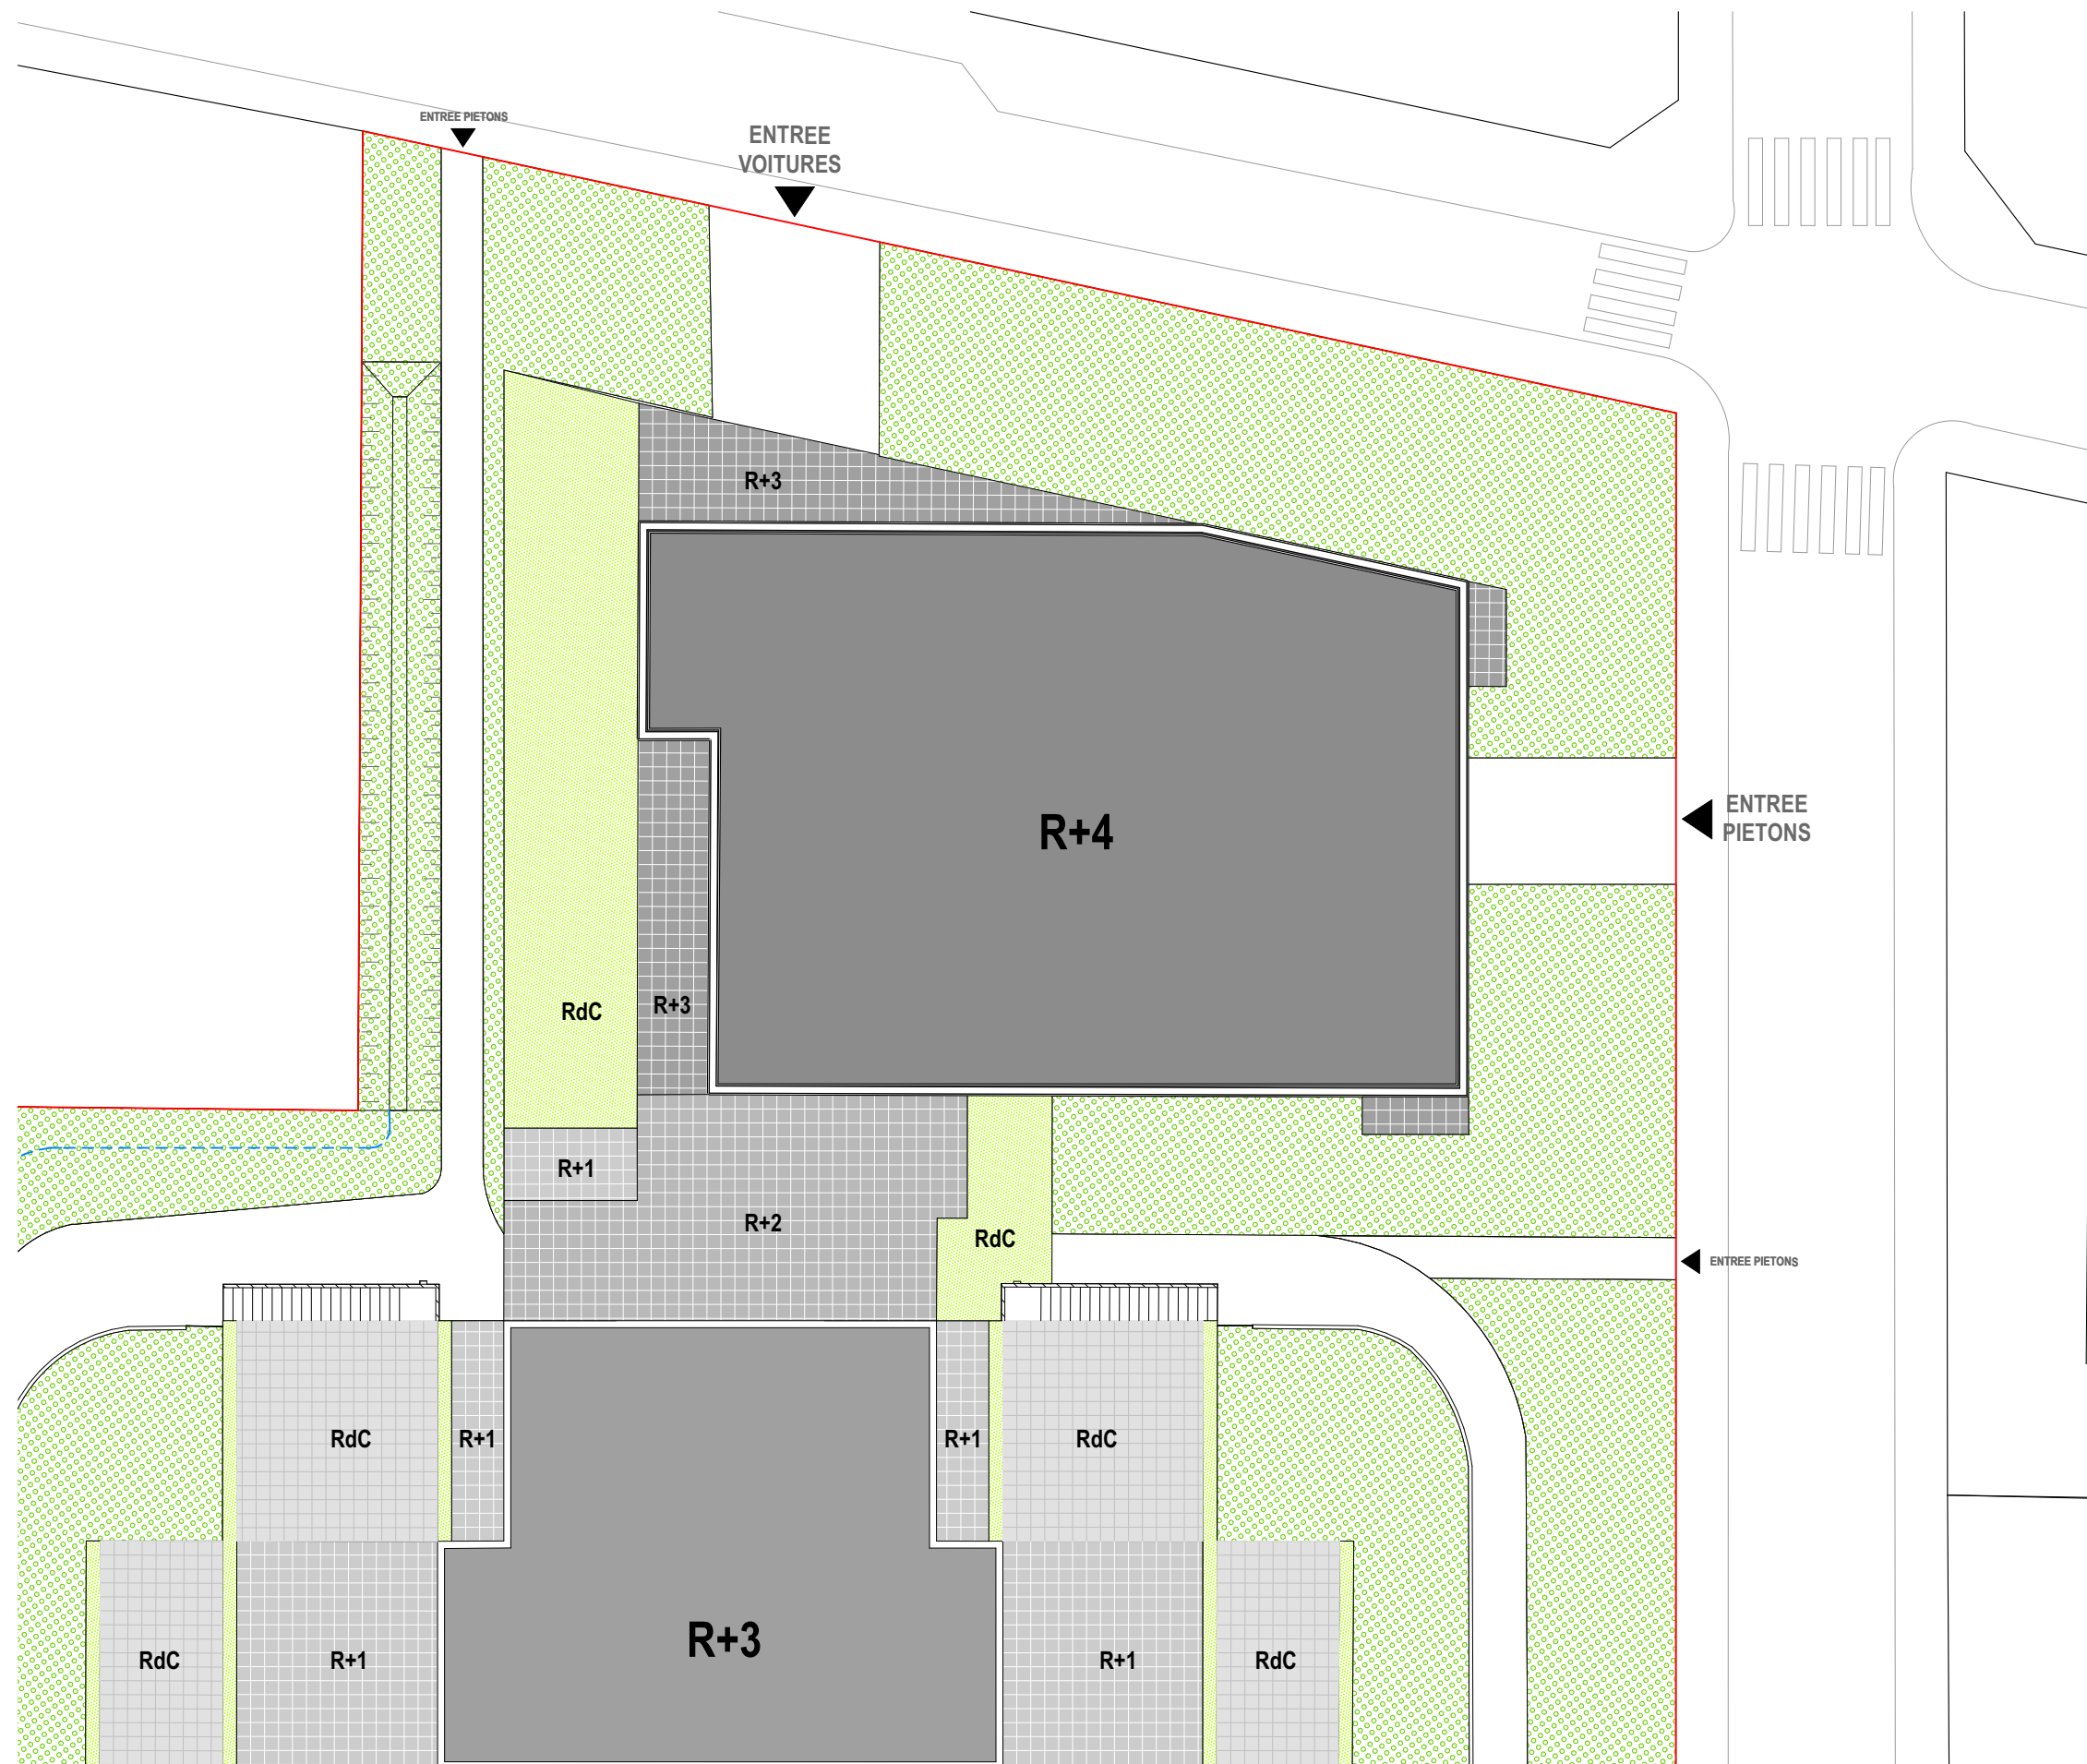 ENTREE PIETONS
ENTREE
VOITURES
R+3
R+4
ENTREE
PIETONS
RdC
R+3
R+1
R+2
RdC
ENTREE PIETONS
RdC
R+1
R+1
RdC
R+3
RdC
R+1
R+1
RdC